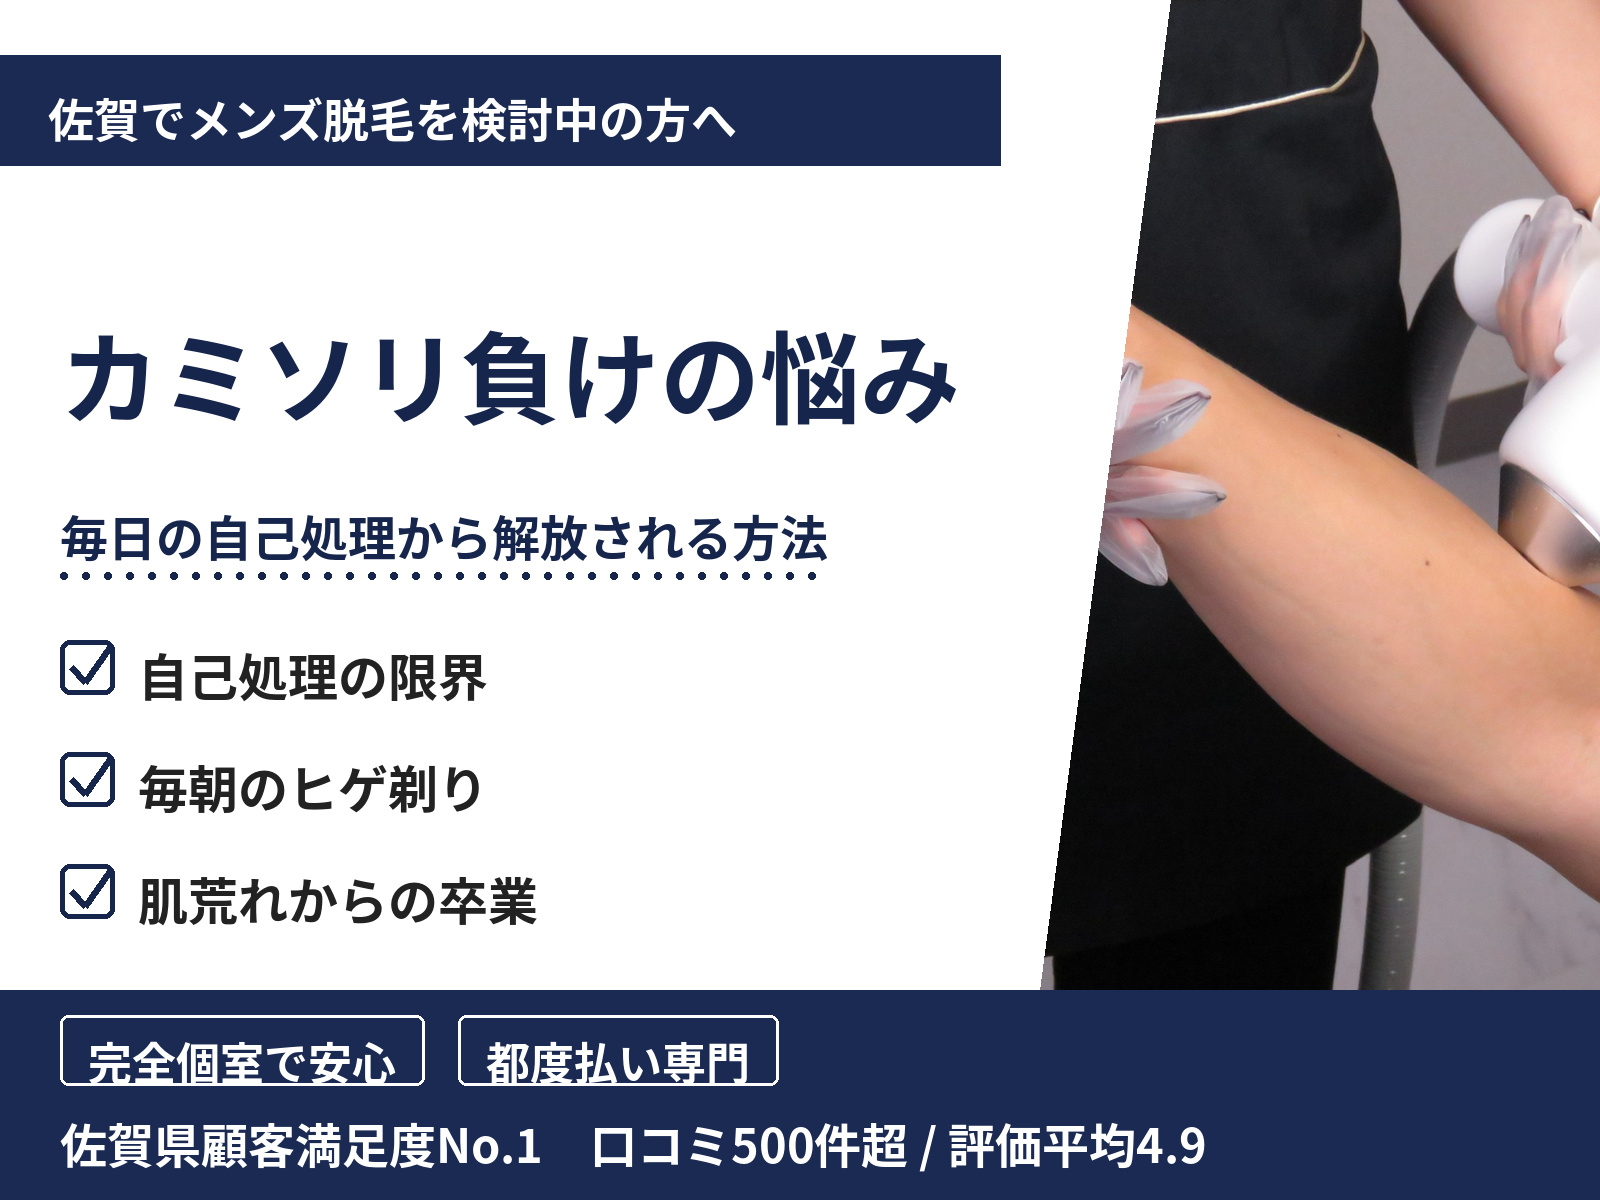 佐賀でメンズ脱毛を検討中の方へ
カミソリ負けの悩み
毎日の自己処理から解放される方法
自己処理の限界
毎朝のヒゲ剃り
肌荒れからの卒業
完全個室で安心
都度払い専門
佐賀県顧客満足度No.1　口コミ500件超 / 評価平均4.9